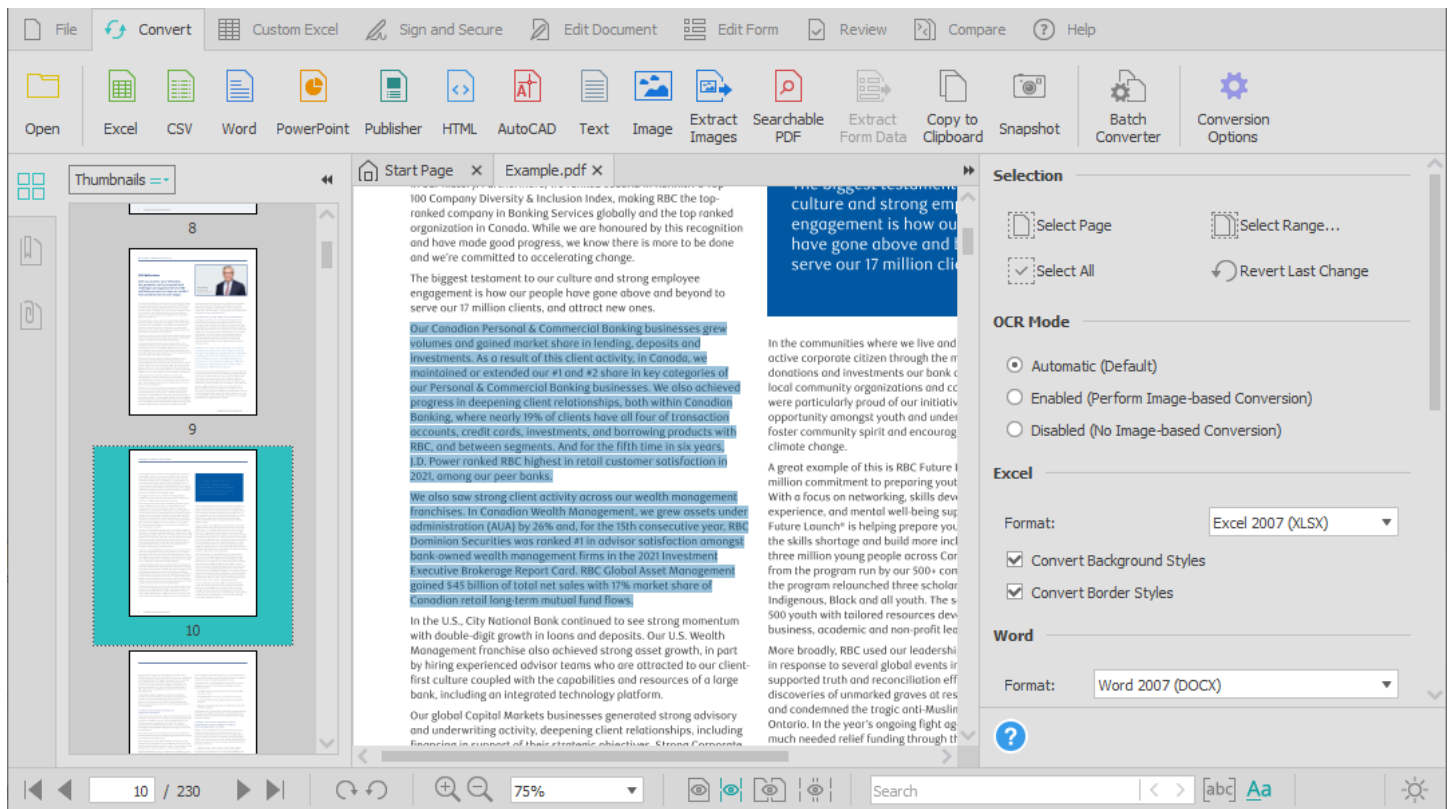 File Convert Custom Excel Sign and Secure Edit Document Edit Form Review Compare Help
Open Excel CSV Word PowerPoint Publisher HTML AutoCAD Text Image Extract Images Searchable PDF Extract Form Data Copy to Clipboard Snapshot Batch Converter Conversion Options
Thumbnails
8
9
10
Start Page Example.pdf
100 Company Diversity & Inclusion Index, making RBC the top-
ranked company in Banking Services globally and the top ranked
organization in Canada. While we are honoured by this recognition
and have made good progress, we know there is more to be done
and we're committed to accelerating change.
The biggest testament to our culture and strong employee
engagement is how our people have gone above and beyond to
serve our 17 million clients, and attract new ones.
Our Canadian Personal & Commercial Banking businesses grew
volumes and gained market share in lending, deposits and
investments. As a result of this client activity, in Canada, we
maintained or extended our #1 and #2 share in key categories of
our Personal & Commercial Banking businesses. We also achieved
progress in deepening client relationships, both within Canadian
Banking, where nearly 19% of clients have all four of transaction
accounts, credit cards, investments, and borrowing products with
RBC, and between segments. And for the fifth time in six years,
J.D. Power ranked RBC highest in retail customer satisfaction in
2021, among our peer banks.
We also saw strong client activity across our wealth management
franchises. In Canadian Wealth Management, we grew assets under
administration (AUA) by 26% and, for the 15th consecutive year, RBC
Dominion Securities was ranked #1 in advisor satisfaction amongst
bank-owned wealth management firms in the 2021 Investment
Executive Brokerage Report Card. RBC Global Asset Management
gained $45 billion of total net sales with 17% market share of
Canadian retail long-term mutual fund flows.
In the U.S., City National Bank continued to see strong momentum
with double-digit growth in loans and deposits. Our U.S. Wealth
Management franchise also achieved strong asset growth, in part
by hiring experienced advisor teams who are attracted to our client-
first culture coupled with the capabilities and resources of a large
bank, including an integrated technology platform.
Our global Capital Markets businesses generated strong advisory
and underwriting activity, deepening client relationships, including
financing in support of their strategic objectives. Strong Corporate
The biggest testament
culture and strong emp
engagement is how ou
have gone above and b
serve our 17 million clie
In the communities where we live and
active corporate citizen through the m
donations and investments our bank c
local community organizations and co
were particularly proud of our initiativ
opportunity amongst youth and under
foster community spirit and encourag
climate change.
A great example of this is RBC Future
million commitment to preparing yout
With a focus on networking, skills deve
experience, and mental well-being sup
Future Launch® is helping prepare you
the skills shortage and build more incl
three million young people across Can
from the program run by our 500+ com
the program relaunched three scholar
Indigenous, Black and all youth. The s
500 youth with tailored resources deve
business, academic and non-profit lea
More broadly, RBC used our leadershi
in response to several global events in
supported truth and reconciliation eff
discoveries of unmarked graves at res
and condemned the tragic anti-Muslim
Ontario. In the year's ongoing fight ag
much needed relief funding through th
Selection
Select Page Select Range...
Select All Revert Last Change
OCR Mode
Automatic (Default)
Enabled (Perform Image-based Conversion)
Disabled (No Image-based Conversion)
Excel
Format: Excel 2007 (XLSX)
Convert Background Styles
Convert Border Styles
Word
Format: Word 2007 (DOCX)
?
10 / 230 75% Search abc Aa